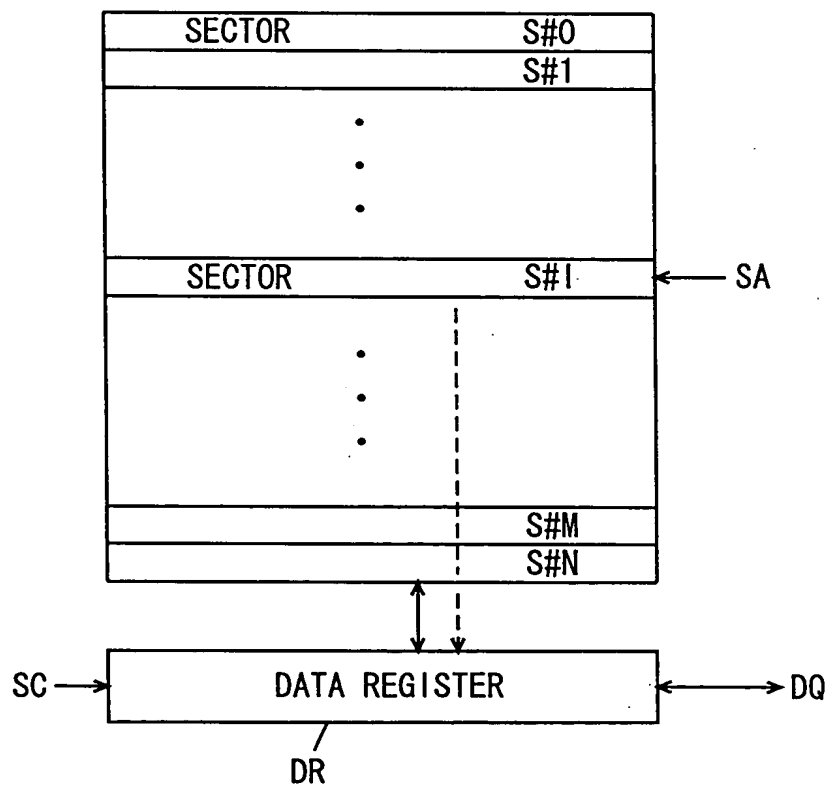 SECTOR S#0
S#1
SECTOR S#I
SA
S#M
S#N
SC
DATA REGISTER
DQ
DR